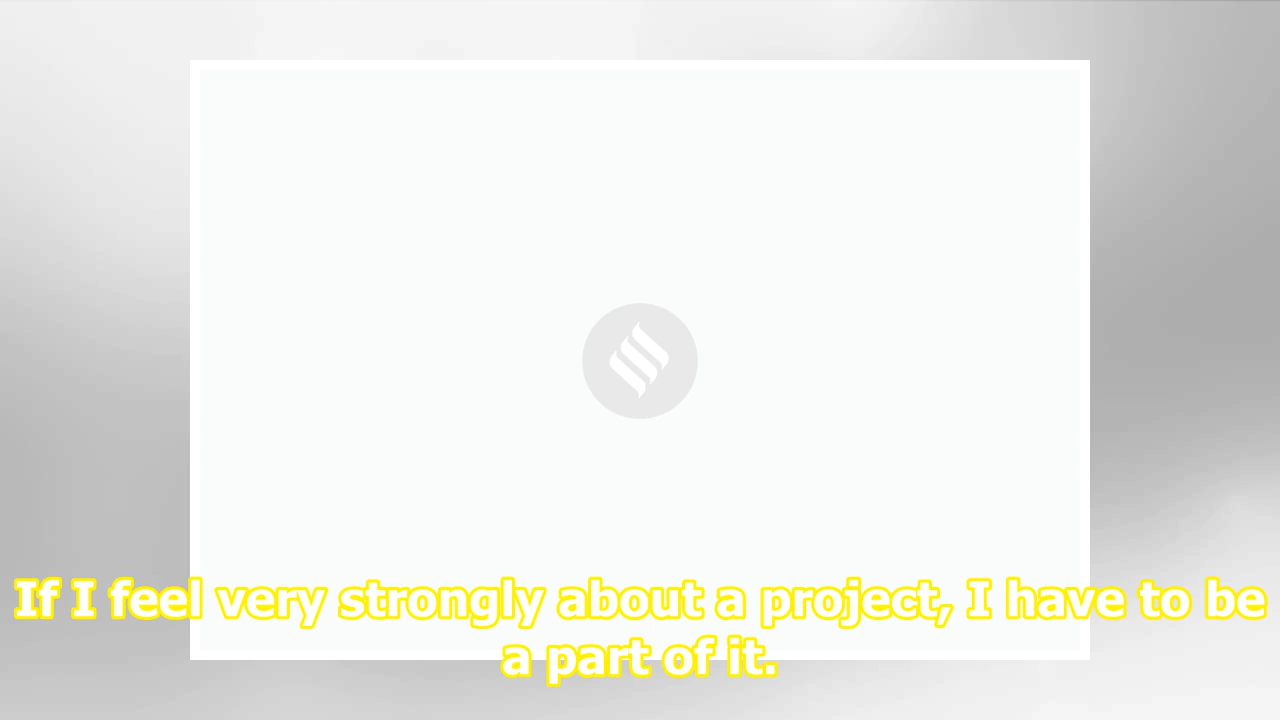 If I feel very strongly about a project, I have to be
a part of it.